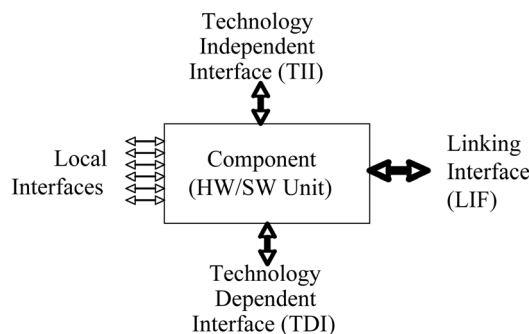 Technology
Independent
Interface (TII)
Local
Interfaces
Component
(HW/SW Unit)
Linking
Interface
(LIF)
Technology
Dependent
Interface (TDI)